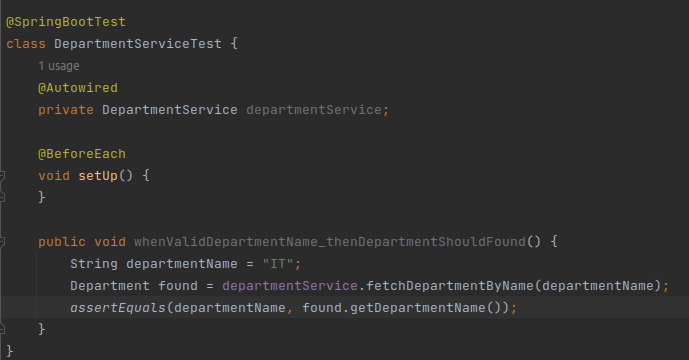 @SpringBootTest
class DepartmentServiceTest {
1 usage
@Autowired
private DepartmentService departmentService;
@BeforeEach
void setUp() {
}
public void whenValidDepartmentName_thenDepartmentShouldFound() {
String departmentName = "IT";
Department found = departmentService.fetchDepartmentByName(departmentName);
assertEquals(departmentName, found.getDepartmentName());
}
}